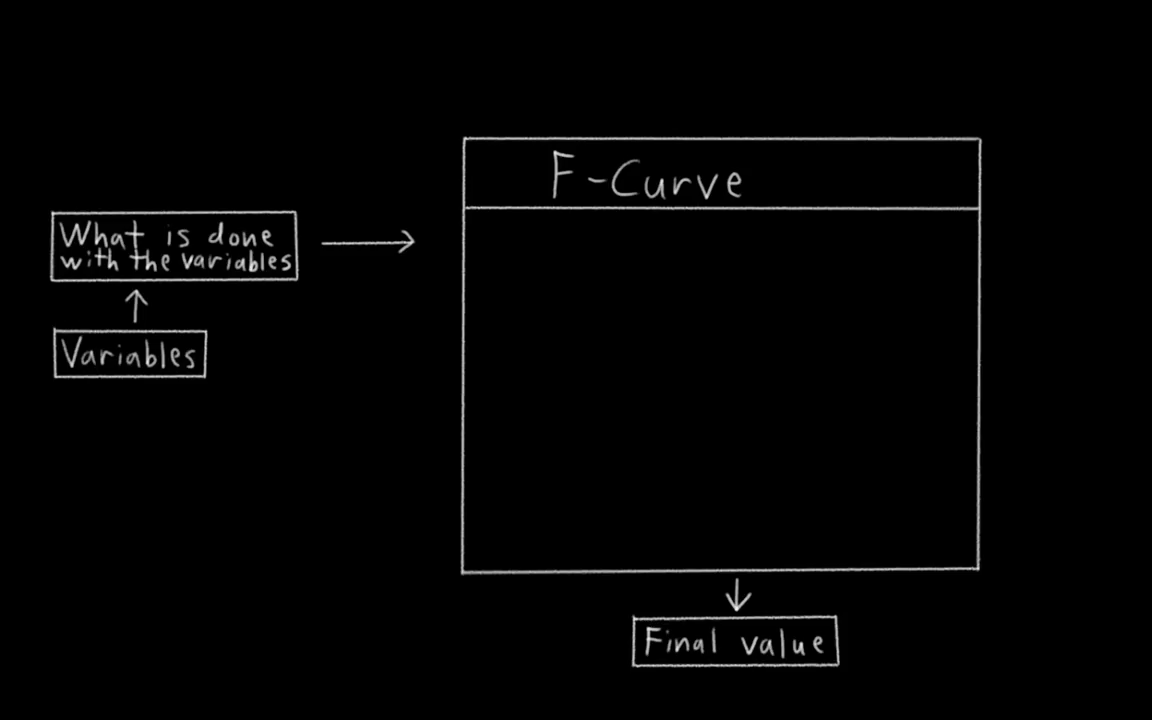 F-Curve
What is done
with the variables
Variables
Final value